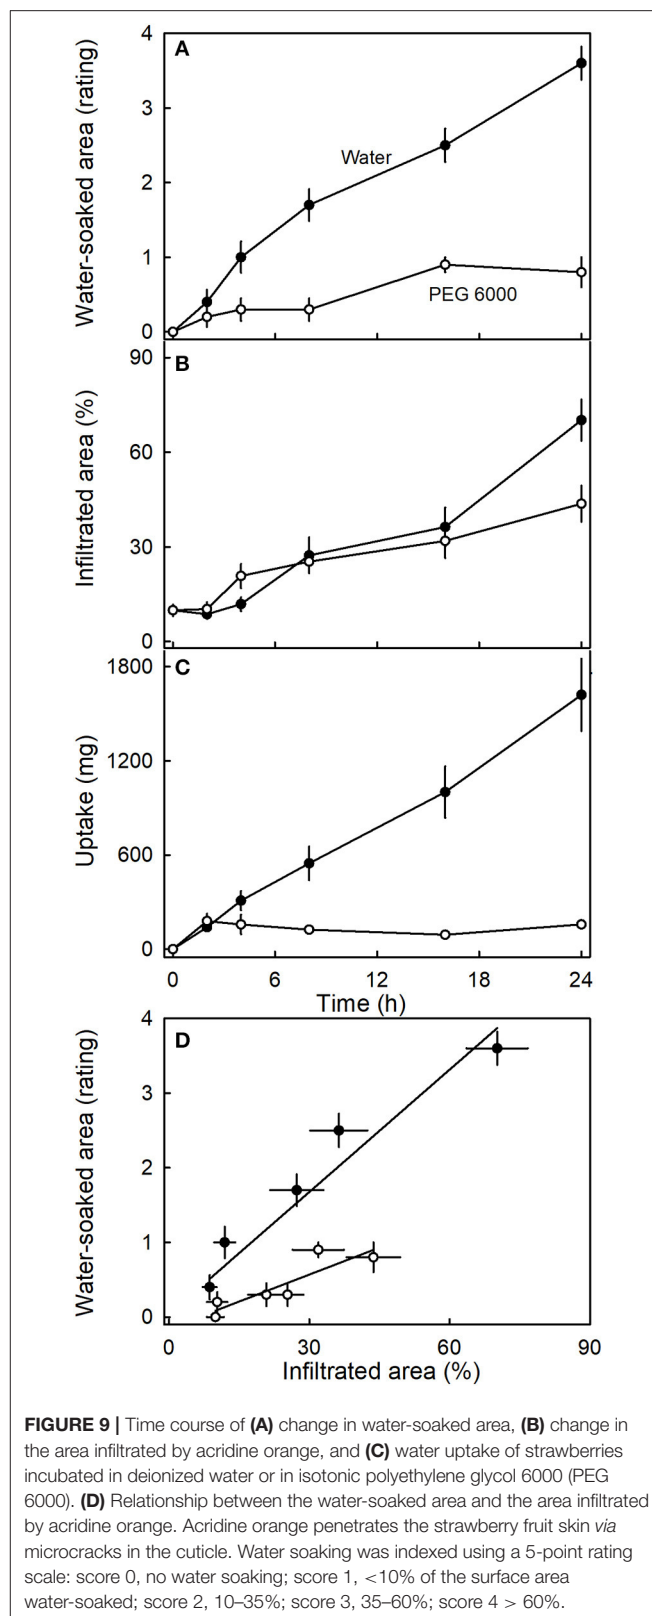 A
Water-soaked area (rating)
4
3
2
1
0
Water
PEG 6000
B
Infiltrated area (%)
90
60
30
0
C
Uptake (mg)
1800
1200
600
0
0 6 12 18 24
Time (h)
D
Water-soaked area (rating)
4
3
2
1
0
0 30 60 90
Infiltrated area (%)
FIGURE 9 | Time course of (A) change in water-soaked area, (B) change in
the area infiltrated by acridine orange, and (C) water uptake of strawberries
incubated in deionized water or in isotonic polyethylene glycol 6000 (PEG
6000). (D) Relationship between the water-soaked area and the area infiltrated
by acridine orange. Acridine orange penetrates the strawberry fruit skin via
microcracks in the cuticle. Water soaking was indexed using a 5-point rating
scale: score 0, no water soaking; score 1, <10% of the surface area
water-soaked; score 2, 10–35%; score 3, 35–60%; score 4 > 60%.